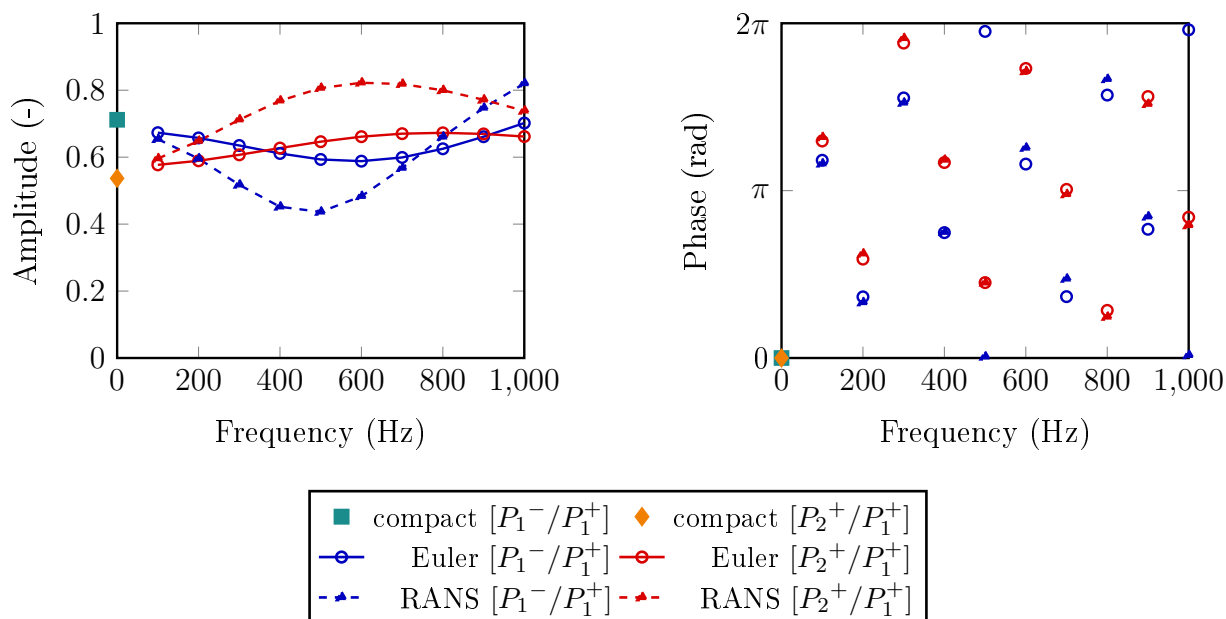 1
0.8
0.6
0.4
0.2
0
Amplitude (-)
0 200 400 600 800 1,000
Frequency (Hz)
2π
π
0
Phase (rad)
0 200 400 600 800 1,000
Frequency (Hz)
compact [P₁⁻/P₁⁺] compact [P₂⁺/P₁⁺]
Euler [P₁⁻/P₁⁺] Euler [P₂⁺/P₁⁺]
RANS [P₁⁻/P₁⁺] RANS [P₂⁺/P₁⁺]